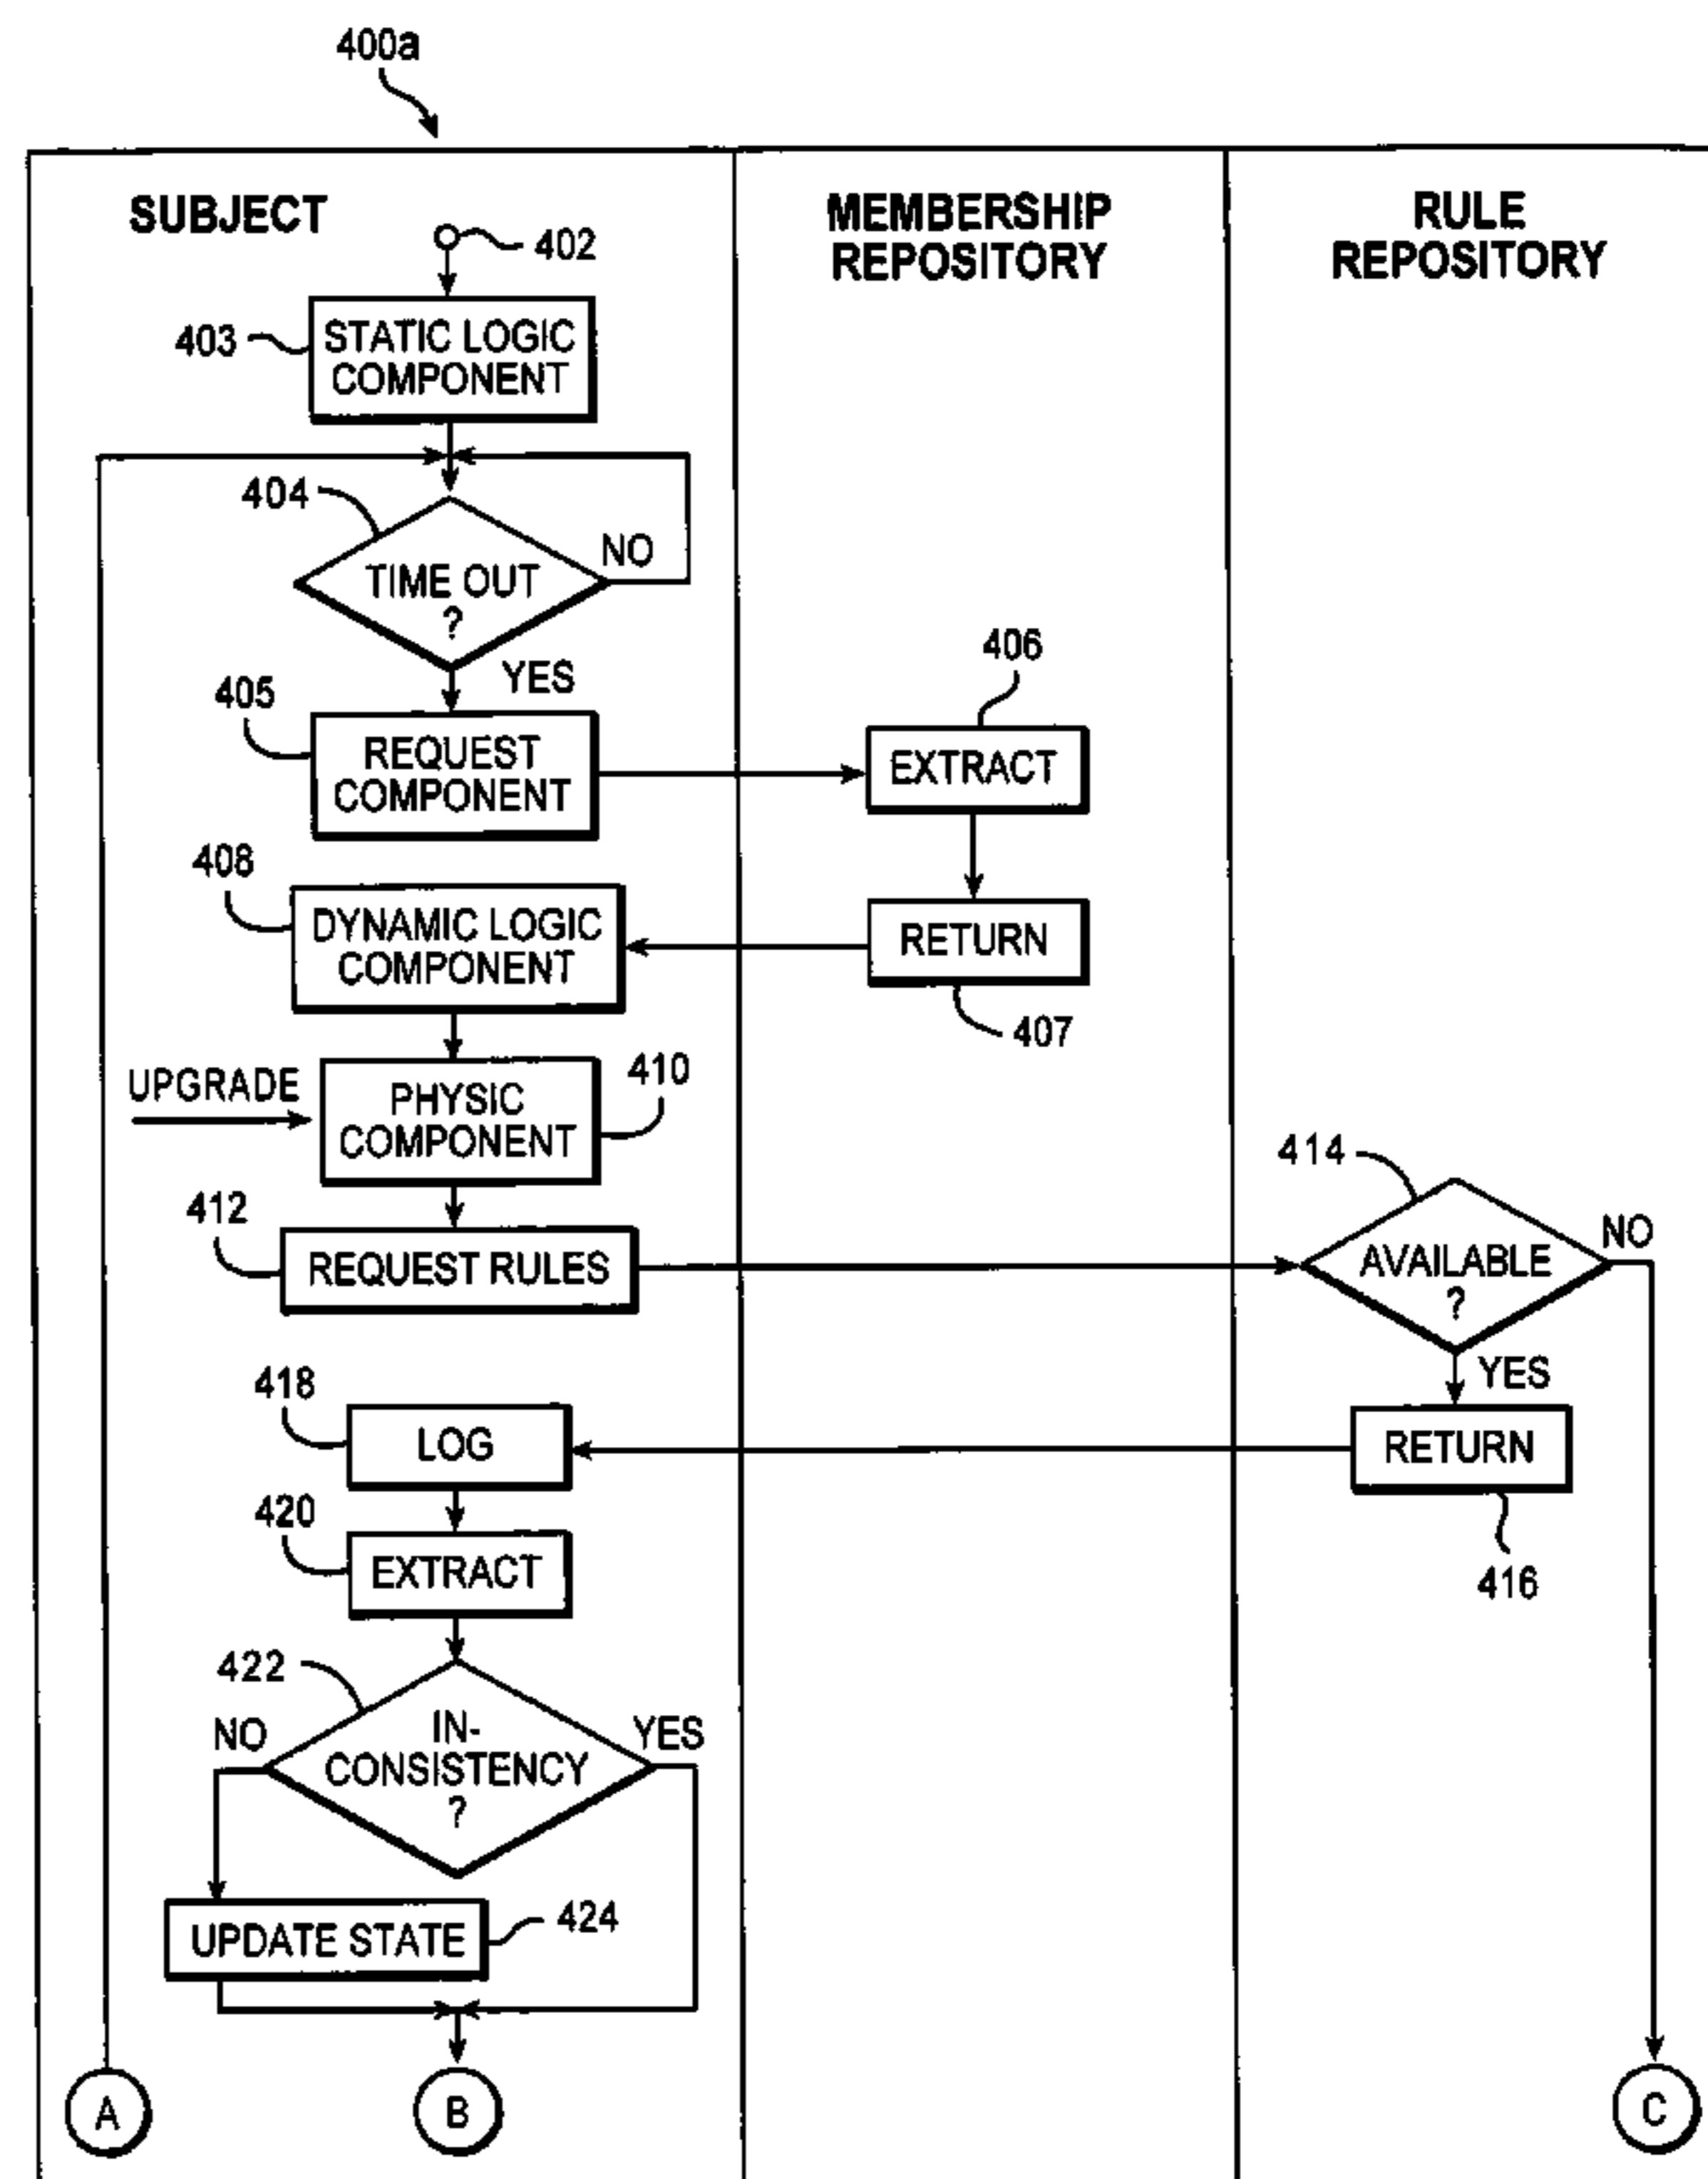 400a
SUBJECT
MEMBERSHIP
REPOSITORY
RULE
REPOSITORY
402
403
STATIC LOGIC
COMPONENT
404
NO
TIME OUT
?
YES
405
REQUEST
COMPONENT
406
EXTRACT
408
DYNAMIC LOGIC
COMPONENT
RETURN
407
UPGRADE
PHYSIC
COMPONENT
410
412
REQUEST RULES
414
NO
AVAILABLE
?
YES
418
LOG
RETURN
416
420
EXTRACT
422
NO
IN-
CONSISTENCY
?
YES
UPDATE STATE
424
A
B
C